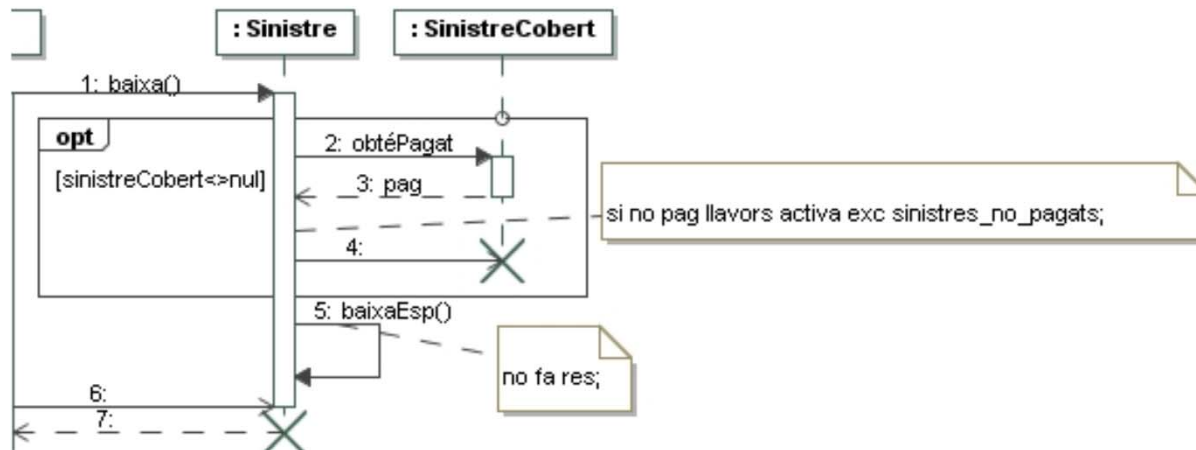 : Sinistre
: SinistreCobert
1: baixa()
opt
2: obtéPagat
[sinistreCobert<>nul]
3: pag
si no pag llavors activa exc sinistres_no_pagats;
4:
5: baixaEsp()
no fa res;
6:
7: